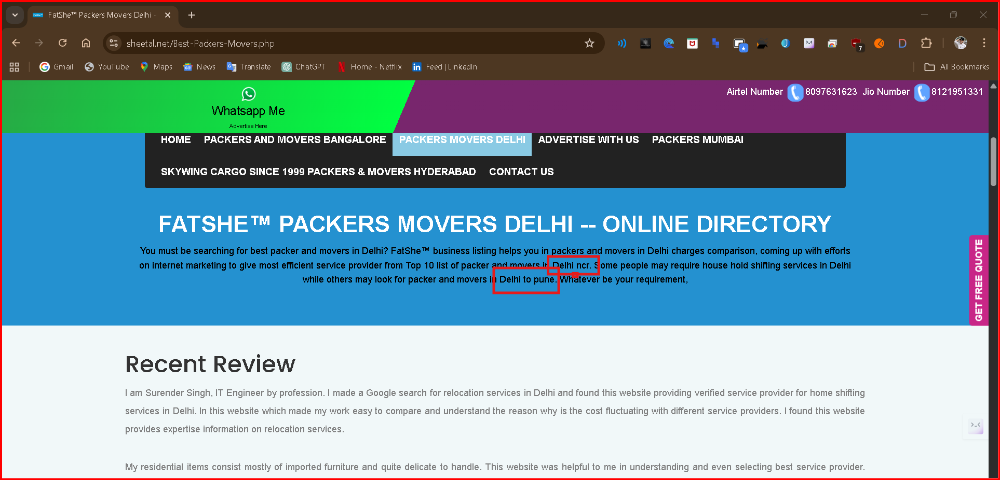 FatShe™ Packers Movers Delhi -
sheetal.net/Best-Packers-Movers.php
7
D
Gmail YouTube Maps News Translate ChatGPT Home - Netflix Feed | LinkedIn All Bookmarks
Whatsapp Me
Advertise Here
Airtel Number 8097631623 Jio Number 8121951331
HOME PACKERS AND MOVERS BANGALORE PACKERS MOVERS DELHI ADVERTISE WITH US PACKERS MUMBAI
SKYWING CARGO SINCE 1999 PACKERS & MOVERS HYDERABAD CONTACT US
FATSHE™ PACKERS MOVERS DELHI -- ONLINE DIRECTORY
You must be searching for best packer and movers in Delhi? FatShe™ business listing helps you in packers and movers in Delhi charges comparison, coming up with efforts
on internet marketing to give most efficient service provider from Top 10 list of packer and movers in Delhi ncr. Some people may require house hold shifting services in Delhi
while others may look for packer and movers in Delhi to pune. Whatever be your requirement,
GET FREE QUOTE
Recent Review
I am Surender Singh, IT Engineer by profession. I made a Google search for relocation services in Delhi and found this website providing verified service provider for home shifting
services in Delhi. In this website which made my work easy to compare and understand the reason why is the cost fluctuating with different service providers. I found this website
provides expertise information on relocation services.
My residential items consist mostly of imported furniture and quite delicate to handle. This website was helpful to me in understanding and even selecting best service provider.